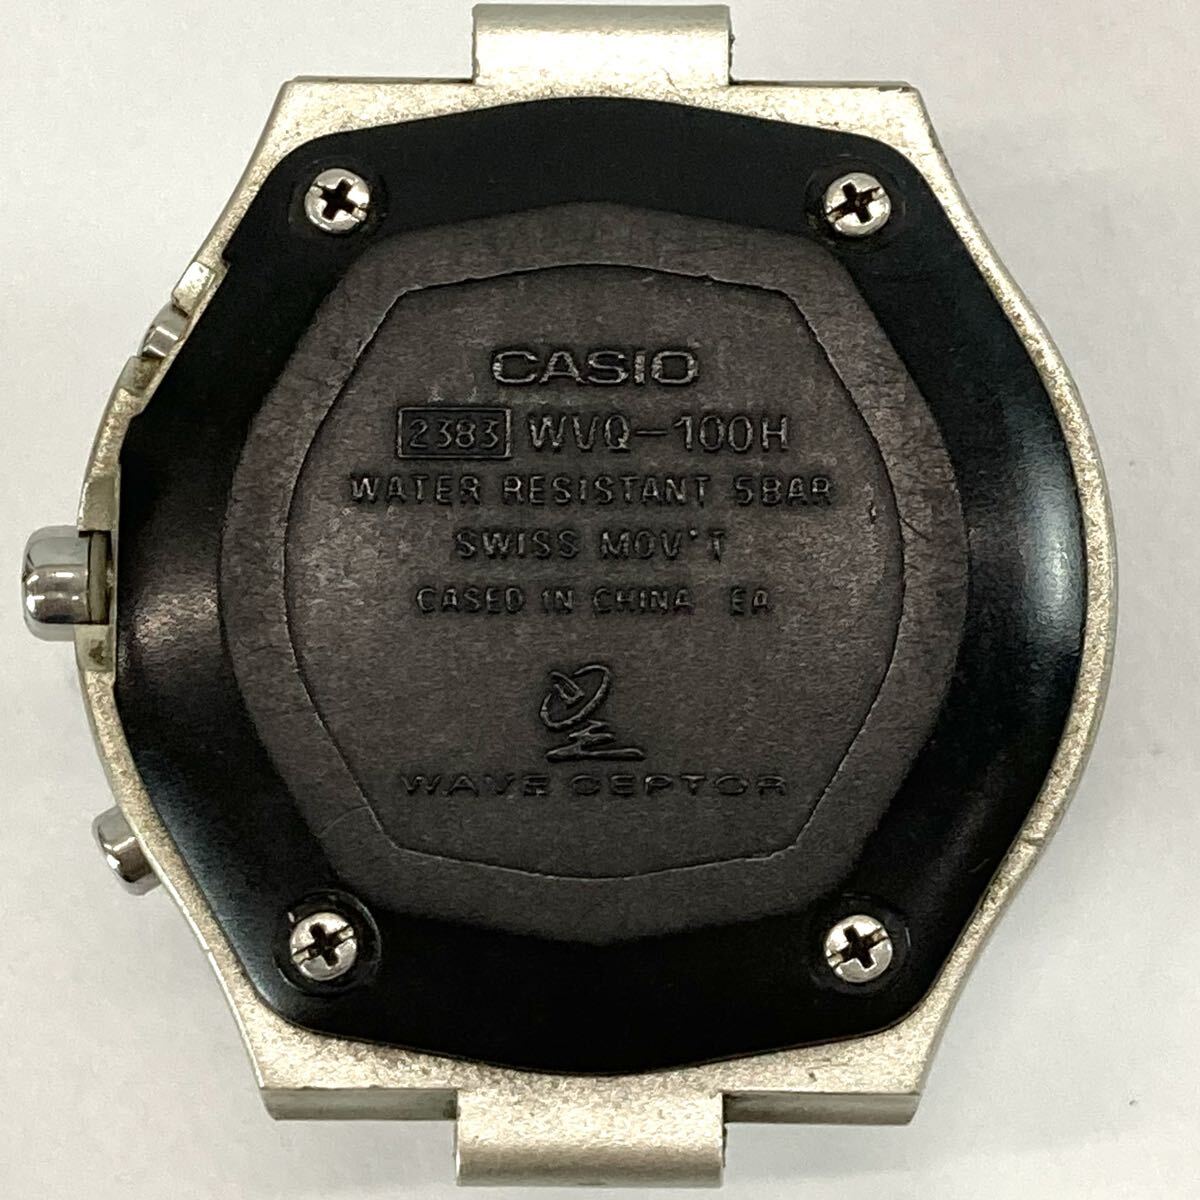 CASIO
2383 WVQ-100H
WATER RESISTANT 5BAR
SWISS MOV'T
CASED IN CHINA EA
WAVE CEPTOR